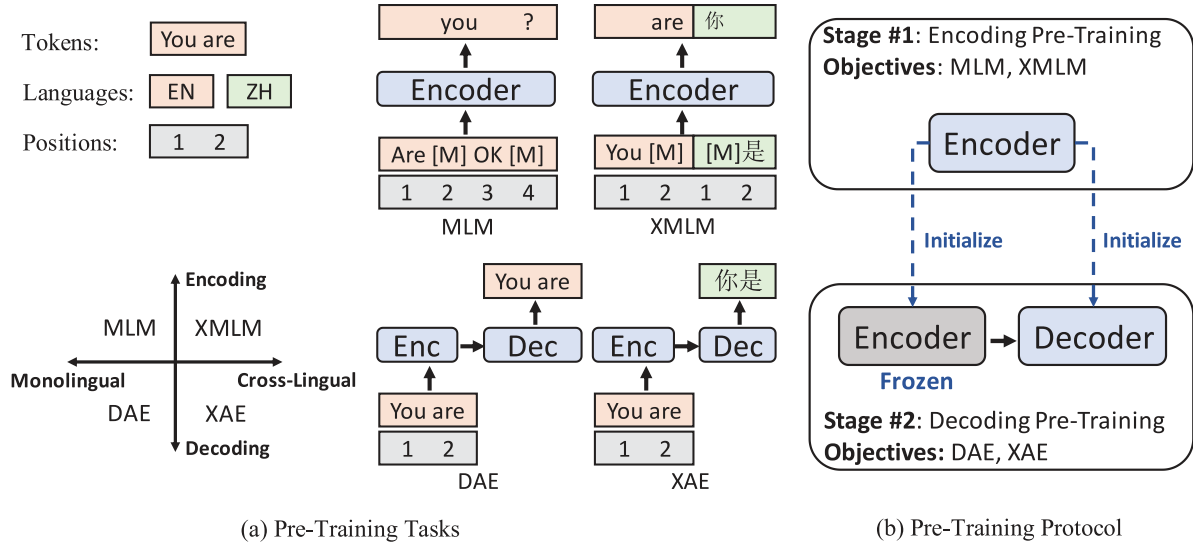 Tokens:
You are
Languages:
EN
ZH
Positions:
1 2
you ?
Encoder
Are [M] OK [M]
1 2 3 4
MLM
are 你
Encoder
You [M] [M]是
1 2 1 2
XMLM
Encoding
MLM XMLM
Monolingual Cross-Lingual
DAE XAE
Decoding
You are
Enc Dec
You are
1 2
DAE
你是
Enc Dec
You are
1 2
XAE
(a) Pre-Training Tasks
Stage #1: Encoding Pre-Training
Objectives: MLM, XMLM
Encoder
Initialize Initialize
Encoder Decoder
Frozen
Stage #2: Decoding Pre-Training
Objectives: DAE, XAE
(b) Pre-Training Protocol